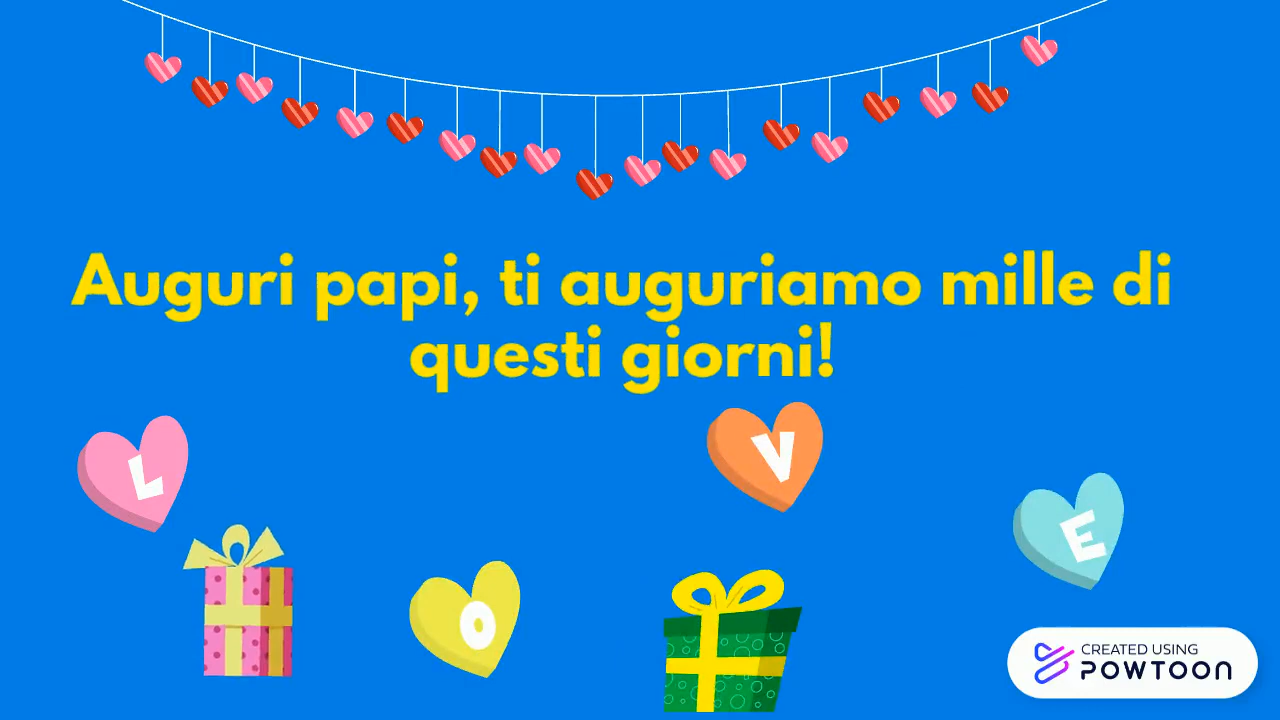 Auguri papi, ti auguriamo mille di
questi giorni!
L
O
V
E
CREATED USING
POWTOON